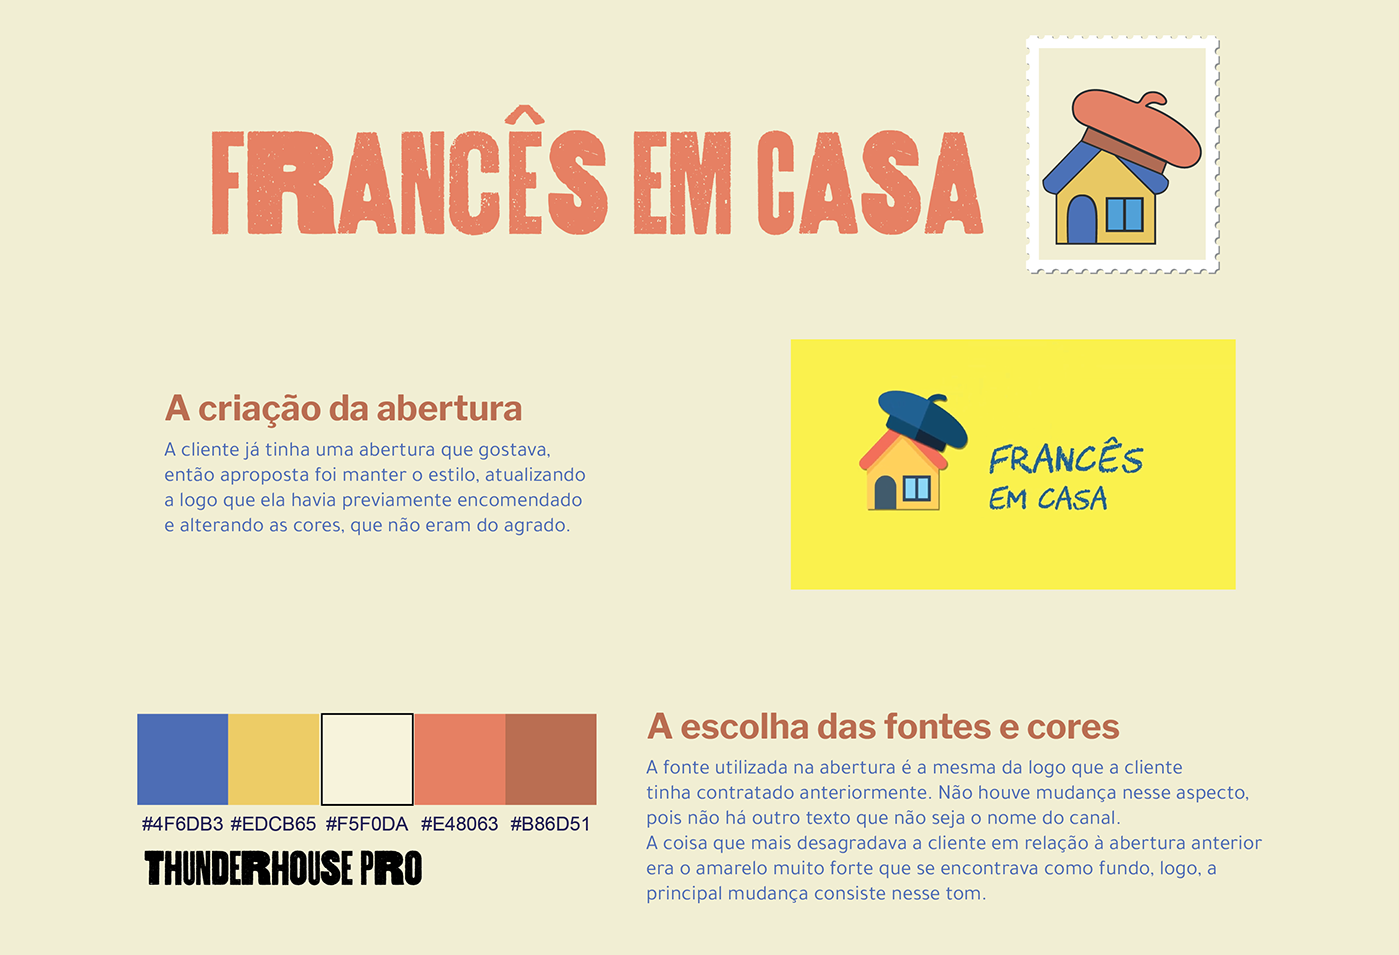 FRANCÊS EM CASA
A criação da abertura
A cliente já tinha uma abertura que gostava,
então aproposta foi manter o estilo, atualizando
a logo que ela havia previamente encomendado
e alterando as cores, que não eram do agrado.
FRANCÊS
EM CASA
#4F6DB3 #EDCB65 #F5F0DA #E48063 #B86D51
THUNDERHOUSE PRO
A escolha das fontes e cores
A fonte utilizada na abertura é a mesma da logo que a cliente
tinha contratado anteriormente. Não houve mudança nesse aspecto,
pois não há outro texto que não seja o nome do canal.
A coisa que mais desagradava a cliente em relação à abertura anterior
era o amarelo muito forte que se encontrava como fundo, logo, a
principal mudança consiste nesse tom.